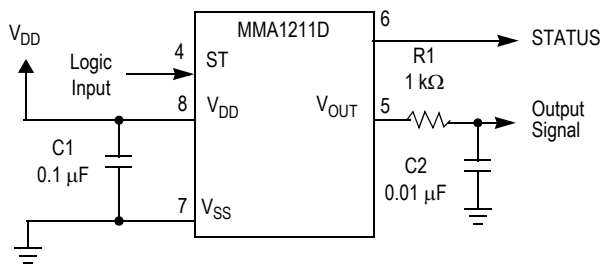 V_DD
Logic
Input
4
ST
MMA1211D
6
STATUS
R1
1 kΩ
8
V_DD
V_OUT
5
Output
Signal
C1
0.1 μF
C2
0.01 μF
7
V_SS